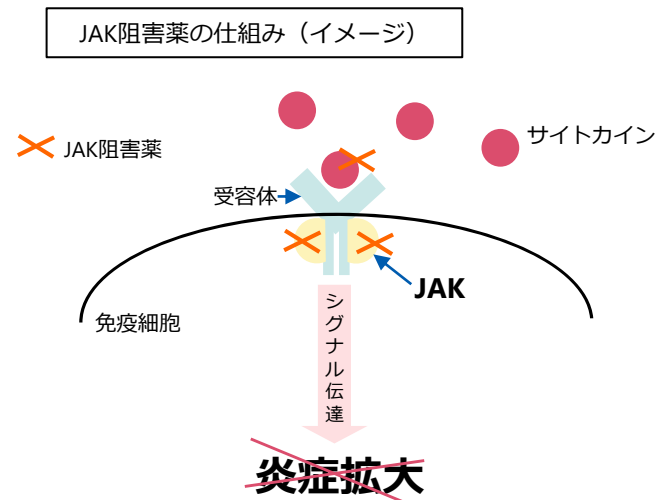 JAK阻害薬の仕組み（イメージ）
サイトカイン
JAK阻害薬
受容体
JAK
免疫細胞
シグナル伝達
炎症拡大